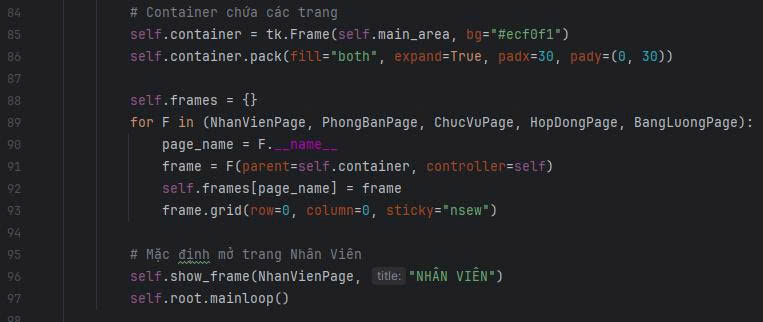 84 # Container chứa các trang
85 self.container = tk.Frame(self.main_area, bg="#ecf0f1")
86 self.container.pack(fill="both", expand=True, padx=30, pady=(0, 30))
87
88 self.frames = {}
89 for F in (NhanVienPage, PhongBanPage, ChucVuPage, HopDongPage, BangLuongPage):
90 page_name = F.__name__
91 frame = F(parent=self.container, controller=self)
92 self.frames[page_name] = frame
93 frame.grid(row=0, column=0, sticky="nsew")
94
95 # Mặc định mở trang Nhân Viên
96 self.show_frame(NhanVienPage, title: "NHÂN VIÊN")
97 self.root.mainloop()
98